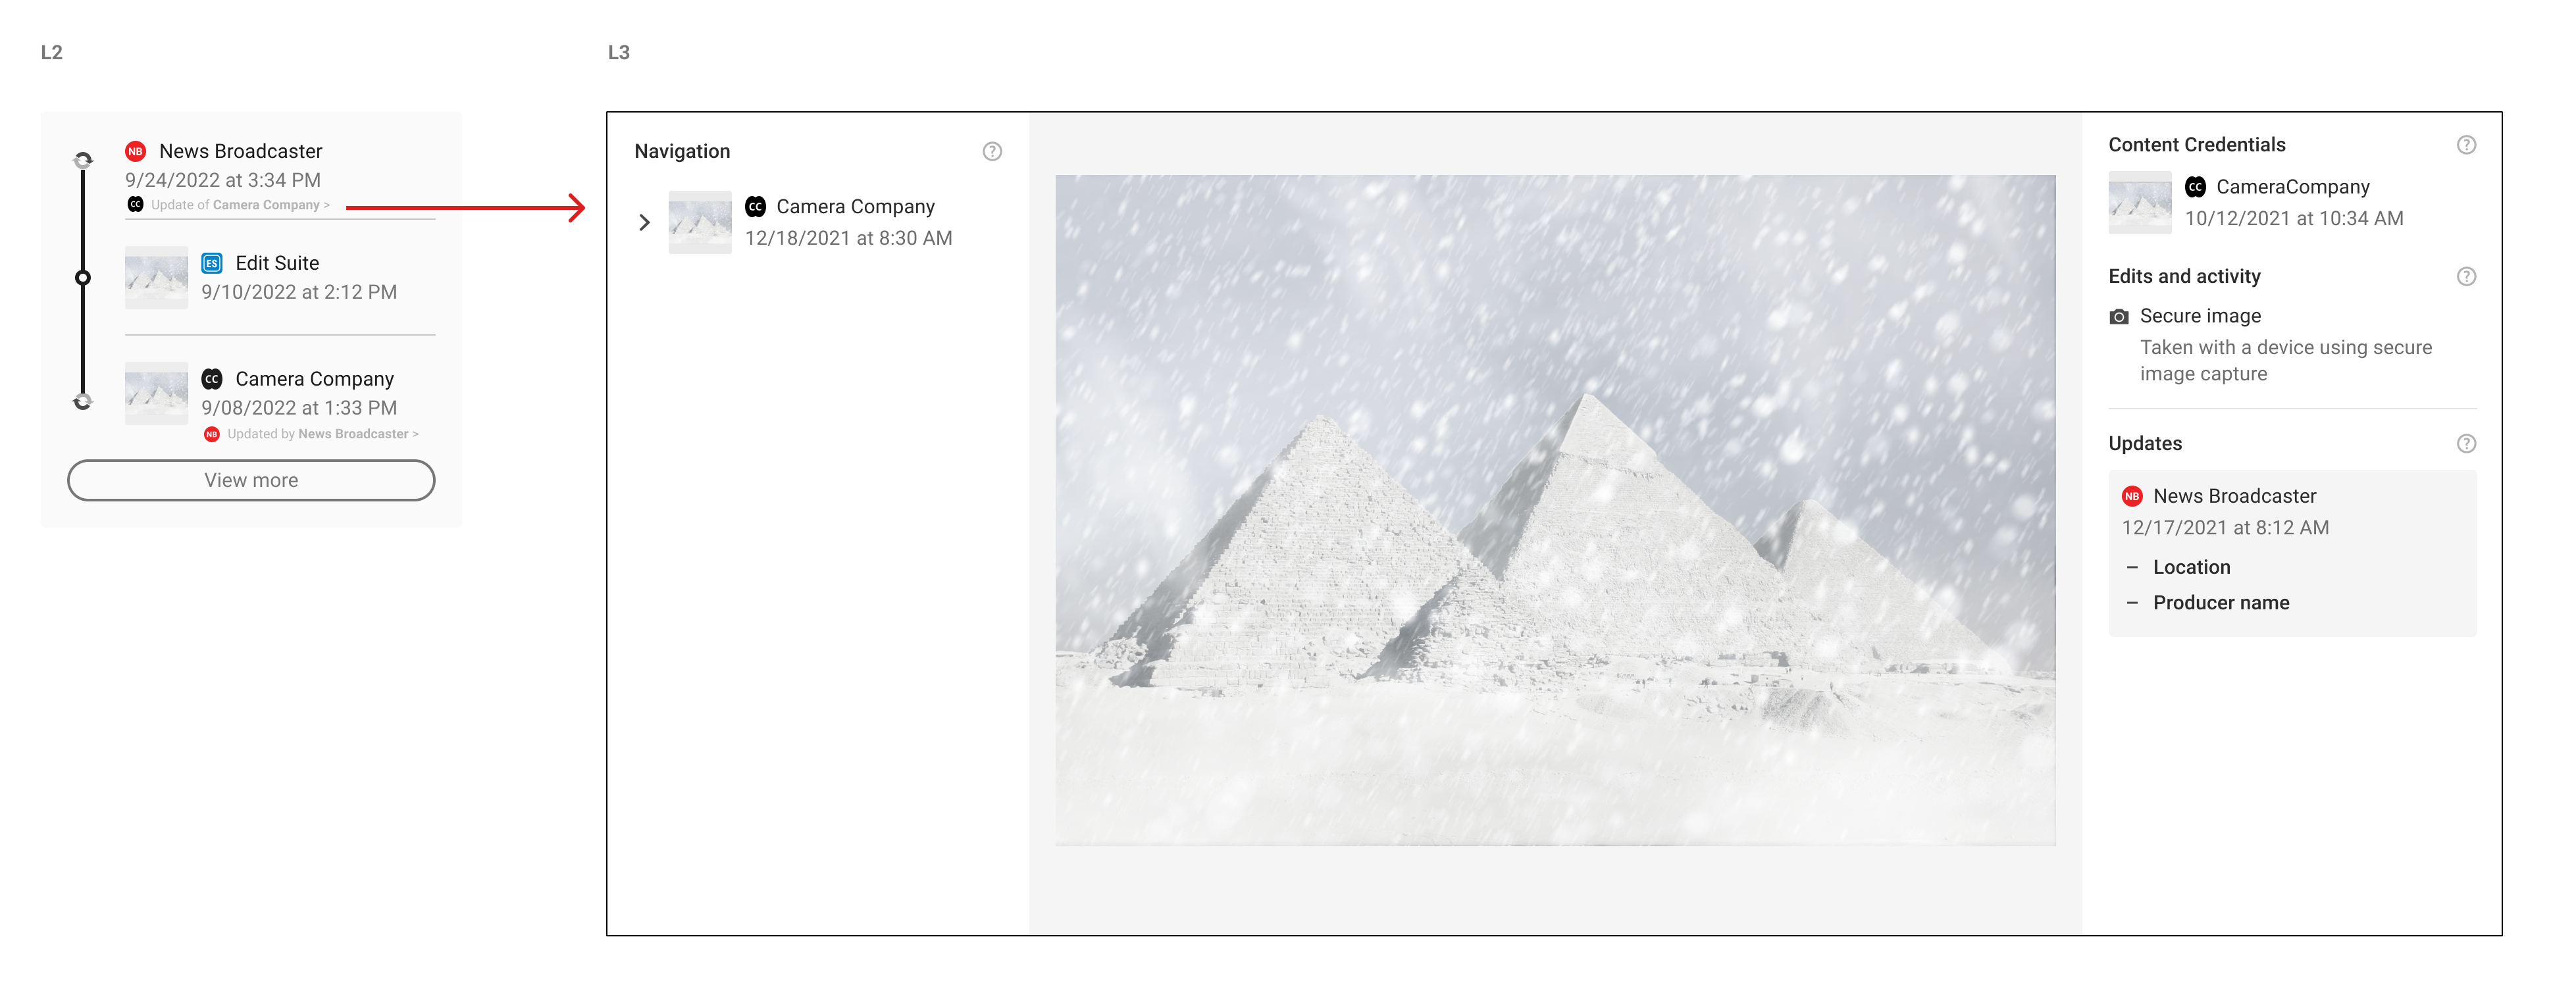 L2
L3
NB News Broadcaster
9/24/2022 at 3:34 PM
CC Update of Camera Company >
ES Edit Suite
9/10/2022 at 2:12 PM
CC Camera Company
9/08/2022 at 1:33 PM
NB Updated by News Broadcaster >
View more
Navigation ?
CC Camera Company
12/18/2021 at 8:30 AM
Content Credentials ?
CC CameraCompany
10/12/2021 at 10:34 AM
Edits and activity ?
Secure image
Taken with a device using secure
image capture
Updates ?
NB News Broadcaster
12/17/2021 at 8:12 AM
– Location
– Producer name